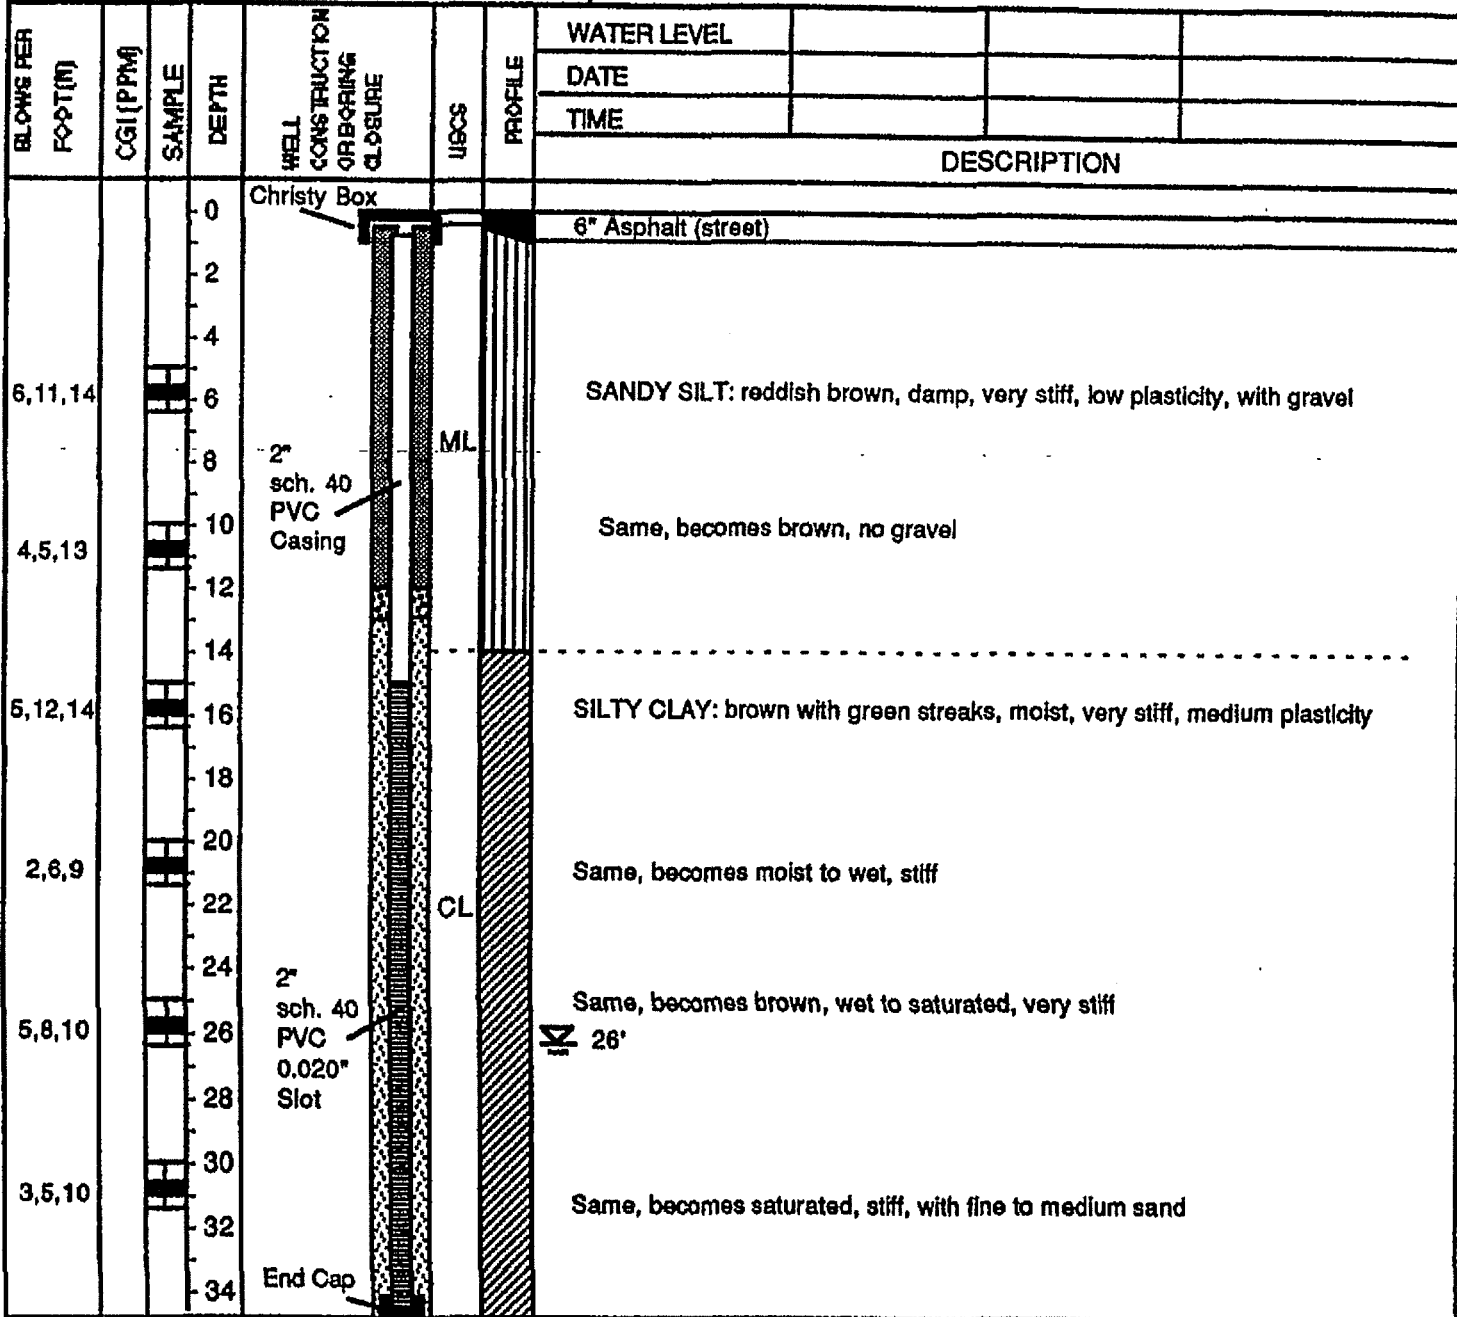 BLOWS PER FOOT(N)
CGI(PPM)
SAMPLE
DEPTH
WELL CONSTRUCTION OR BORING CLOSURE
USCS
PROFILE
WATER LEVEL
DATE
TIME
DESCRIPTION
Christy Box
0
6" Asphalt (street)
2
4
6,11,14
6
SANDY SILT: reddish brown, damp, very stiff, low plasticity, with gravel
ML
8
2"
sch. 40
PVC
Casing
10
Same, becomes brown, no gravel
4,5,13
12
14
5,12,14
16
SILTY CLAY: brown with green streaks, moist, very stiff, medium plasticity
18
20
2,6,9
Same, becomes moist to wet, stiff
22
CL
24
2"
sch. 40
PVC
0.020"
Slot
Same, becomes brown, wet to saturated, very stiff
5,8,10
26
26'
28
30
3,5,10
Same, becomes saturated, stiff, with fine to medium sand
32
End Cap
34